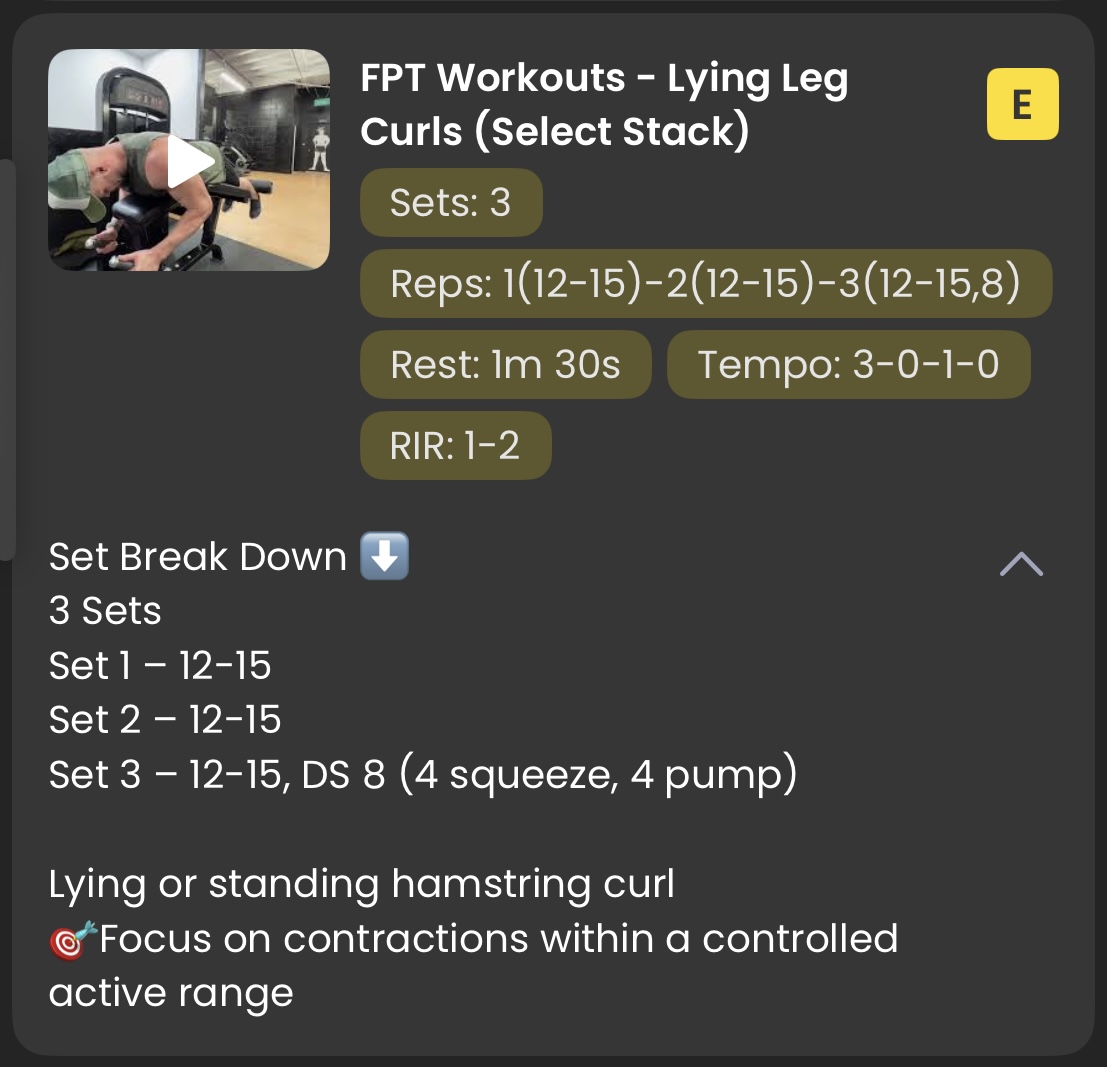 FPT Workouts - Lying Leg
Curls (Select Stack)
E
Sets: 3
Reps: 1(12-15)-2(12-15)-3(12-15,8)
Rest: 1m 30s
Tempo: 3-0-1-0
RIR: 1-2
Set Break Down ⬇️
3 Sets
Set 1 – 12-15
Set 2 – 12-15
Set 3 – 12-15, DS 8 (4 squeeze, 4 pump)
Lying or standing hamstring curl
🎯Focus on contractions within a controlled
active range